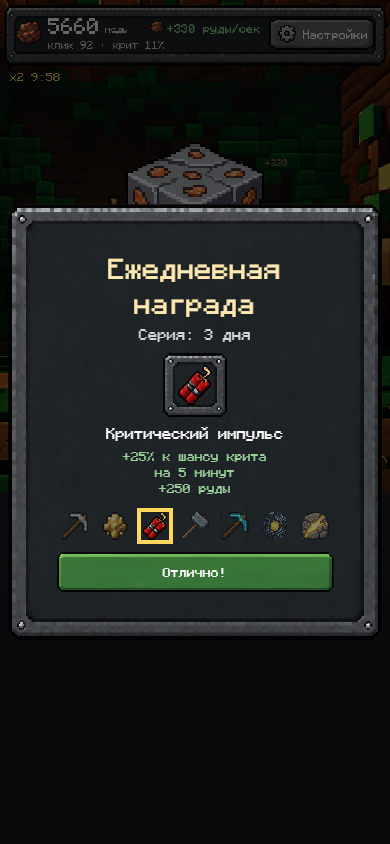 5660 медь
+330 руды/сек
Настройки
клик 92 · крит 11%
x2 9:58
+330
Ежедневная
награда
Серия: 3 дня
Критический импульс
+25% к шансу крита
на 5 минут
+250 руды
Отлично!